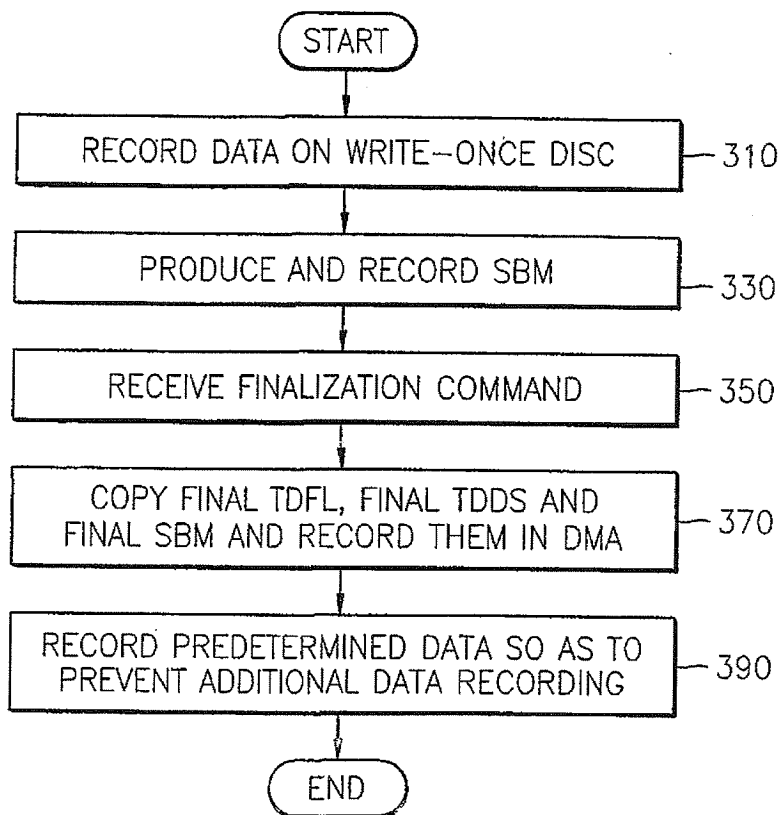 START
RECORD DATA ON WRITE-ONCE DISC
310
PRODUCE AND RECORD SBM
330
RECEIVE FINALIZATION COMMAND
350
COPY FINAL TDFL, FINAL TDDS AND
FINAL SBM AND RECORD THEM IN DMA
370
RECORD PREDETERMINED DATA SO AS TO
PREVENT ADDITIONAL DATA RECORDING
390
END